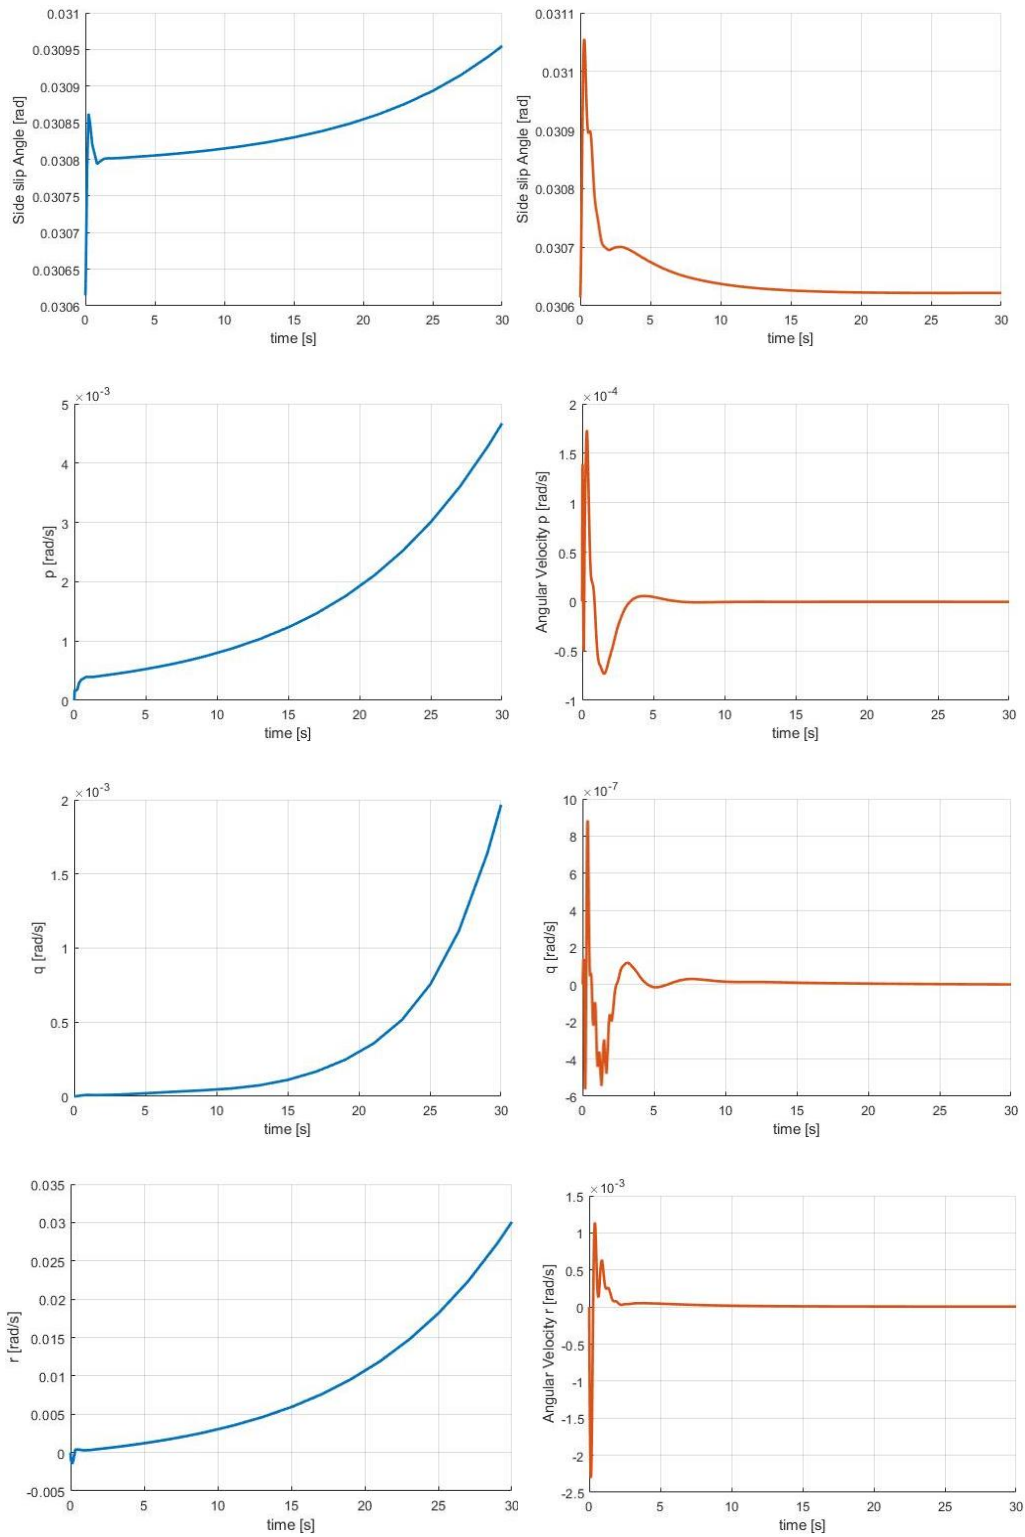 0.031
0.03095
0.0309
0.03085
0.0308
0.03075
0.0307
0.03065
0.0306
Side slip Angle [rad]
0 5 10 15 20 25 30
time [s]
0.0311
0.031
0.0309
0.0308
0.0307
0.0306
Side slip Angle [rad]
0 5 10 15 20 25 30
time [s]
×10⁻³
5
4
3
2
1
0
p [rad/s]
0 5 10 15 20 25 30
time [s]
×10⁻⁴
2
1.5
1
0.5
0
-0.5
-1
Angular Velocity p [rad/s]
0 5 10 15 20 25 30
time [s]
×10⁻³
2
1.5
1
0.5
0
q [rad/s]
0 5 10 15 20 25 30
time [s]
×10⁻⁷
10
8
6
4
2
0
-2
-4
-6
q [rad/s]
0 5 10 15 20 25 30
time [s]
0.035
0.03
0.025
0.02
0.015
0.01
0.005
0
-0.005
r [rad/s]
0 5 10 15 20 25 30
time [s]
×10⁻³
1.5
1
0.5
0
-0.5
-1
-1.5
-2
-2.5
Angular Velocity r [rad/s]
0 5 10 15 20 25 30
time [s]